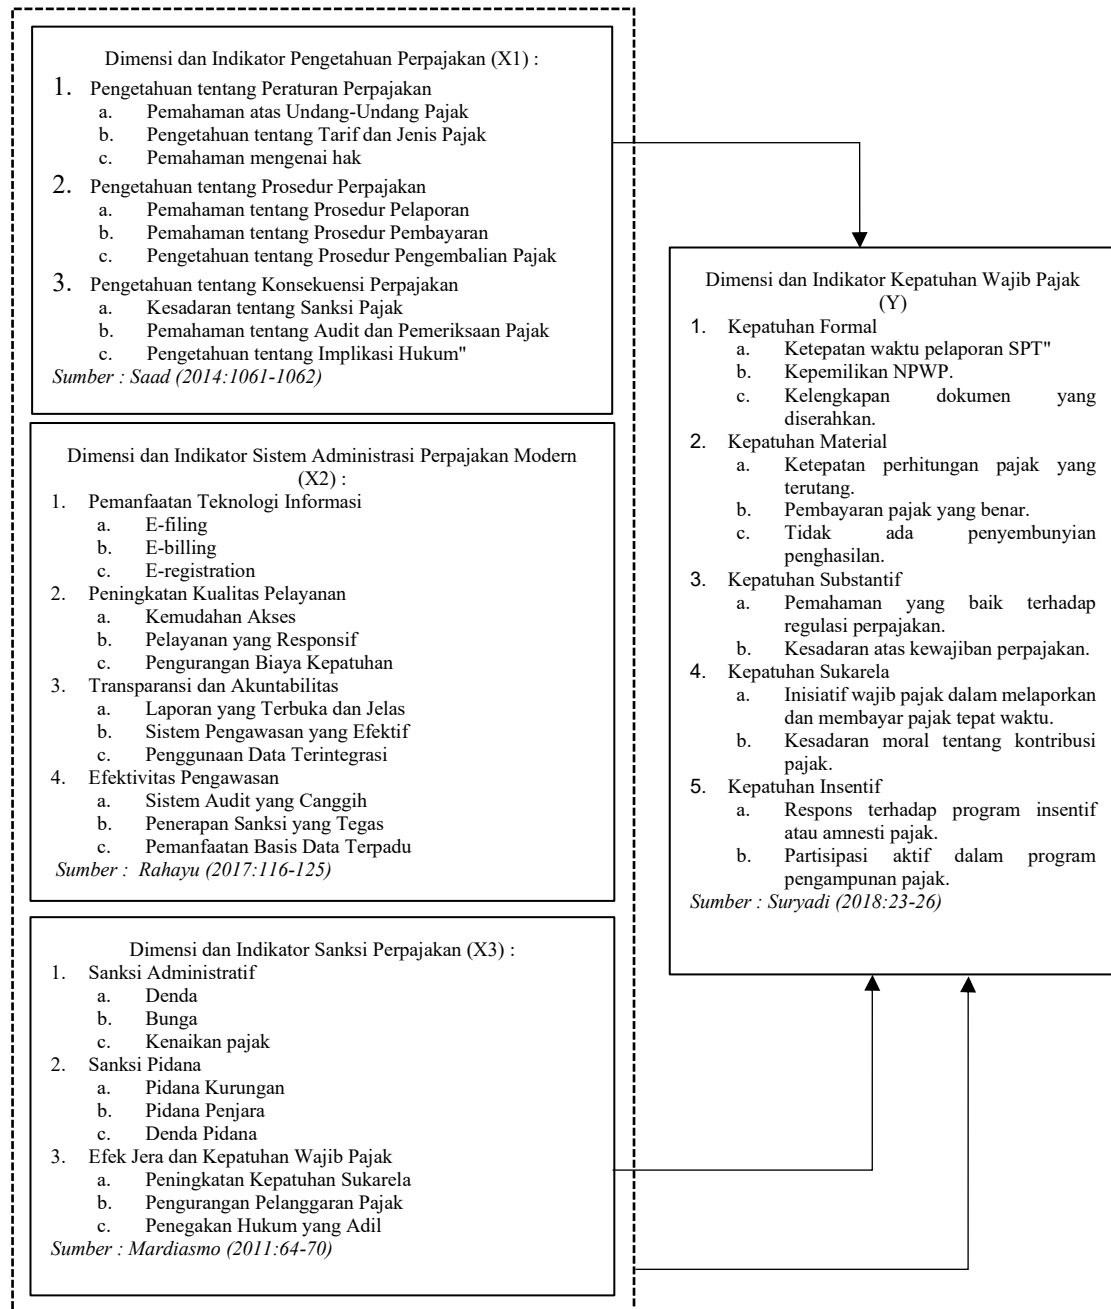 Dimensi dan Indikator Pengetahuan Perpajakan (X1) :
1. Pengetahuan tentang Peraturan Perpajakan
a. Pemahaman atas Undang-Undang Pajak
b. Pengetahuan tentang Tarif dan Jenis Pajak
c. Pemahaman mengenai hak
2. Pengetahuan tentang Prosedur Perpajakan
a. Pemahaman tentang Prosedur Pelaporan
b. Pemahaman tentang Prosedur Pembayaran
c. Pengetahuan tentang Prosedur Pengembalian Pajak
3. Pengetahuan tentang Konsekuensi Perpajakan
a. Kesadaran tentang Sanksi Pajak
b. Pemahaman tentang Audit dan Pemeriksaan Pajak
c. Pengetahuan tentang Implikasi Hukum"
Sumber : Saad (2014:1061-1062)
Dimensi dan Indikator Sistem Administrasi Perpajakan Modern
(X2) :
1. Pemanfaatan Teknologi Informasi
a. E-filing
b. E-billing
c. E-registration
2. Peningkatan Kualitas Pelayanan
a. Kemudahan Akses
b. Pelayanan yang Responsif
c. Pengurangan Biaya Kepatuhan
3. Transparansi dan Akuntabilitas
a. Laporan yang Terbuka dan Jelas
b. Sistem Pengawasan yang Efektif
c. Penggunaan Data Terintegrasi
4. Efektivitas Pengawasan
a. Sistem Audit yang Canggih
b. Penerapan Sanksi yang Tegas
c. Pemanfaatan Basis Data Terpadu
Sumber : Rahayu (2017:116-125)
Dimensi dan Indikator Sanksi Perpajakan (X3) :
1. Sanksi Administratif
a. Denda
b. Bunga
c. Kenaikan pajak
2. Sanksi Pidana
a. Pidana Kurungan
b. Pidana Penjara
c. Denda Pidana
3. Efek Jera dan Kepatuhan Wajib Pajak
a. Peningkatan Kepatuhan Sukarela
b. Pengurangan Pelanggaran Pajak
c. Penegakan Hukum yang Adil
Sumber : Mardiasmo (2011:64-70)
Dimensi dan Indikator Kepatuhan Wajib Pajak
(Y)
1. Kepatuhan Formal
a. Ketepatan waktu pelaporan SPT"
b. Kepemilikan NPWP.
c. Kelengkapan dokumen yang
diserahkan.
2. Kepatuhan Material
a. Ketepatan perhitungan pajak yang
terutang.
b. Pembayaran pajak yang benar.
c. Tidak ada penyembunyian
penghasilan.
3. Kepatuhan Substantif
a. Pemahaman yang baik terhadap
regulasi perpajakan.
b. Kesadaran atas kewajiban perpajakan.
4. Kepatuhan Sukarela
a. Inisiatif wajib pajak dalam melaporkan
dan membayar pajak tepat waktu.
b. Kesadaran moral tentang kontribusi
pajak.
5. Kepatuhan Insentif
a. Respons terhadap program insentif
atau amnesti pajak.
b. Partisipasi aktif dalam program
pengampunan pajak.
Sumber : Suryadi (2018:23-26)